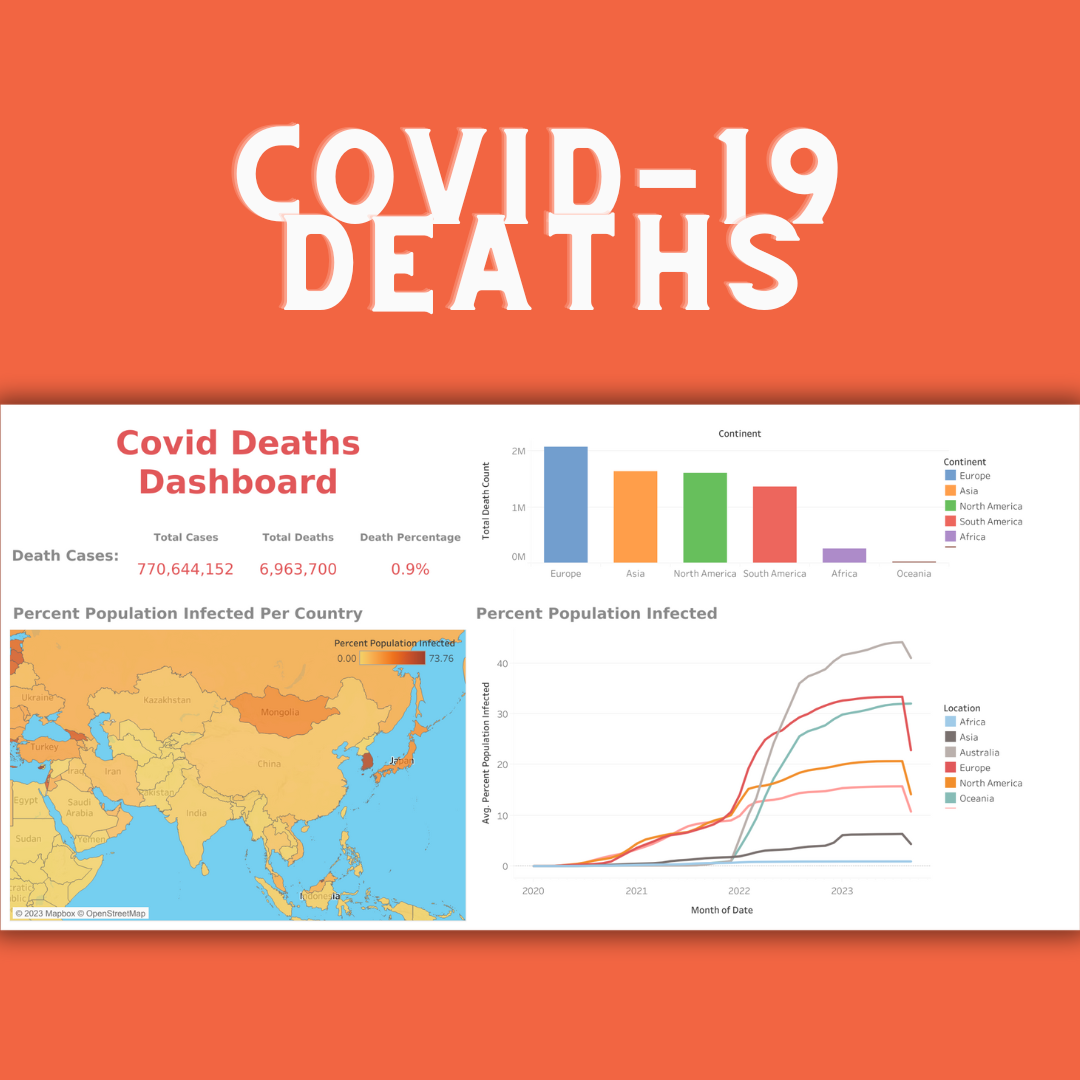 COVID-19
DEATHS
Covid Deaths
Dashboard
Total Cases
Total Deaths
Death Percentage
Death Cases:
770,644,152
6,963,700
0.9%
Continent
Total Death Count
2M
1M
0M
Europe
Asia
North America
South America
Africa
Oceania
Continent
Europe
Asia
North America
South America
Africa
Percent Population Infected Per Country
Percent Population Infected
0.00
73.76
Ukraine
Kazakhstan
Mongolia
Turkey
Iraq
Iran
China
Japan
Egypt
Saudi
Arabia
Pakistan
India
Sudan
Yemen
Indonesia
© 2023 Mapbox © OpenStreetMap
Percent Population Infected
Avg. Percent Population Infected
40
30
20
10
0
2020
2021
2022
2023
Month of Date
Location
Africa
Asia
Australia
Europe
North America
Oceania